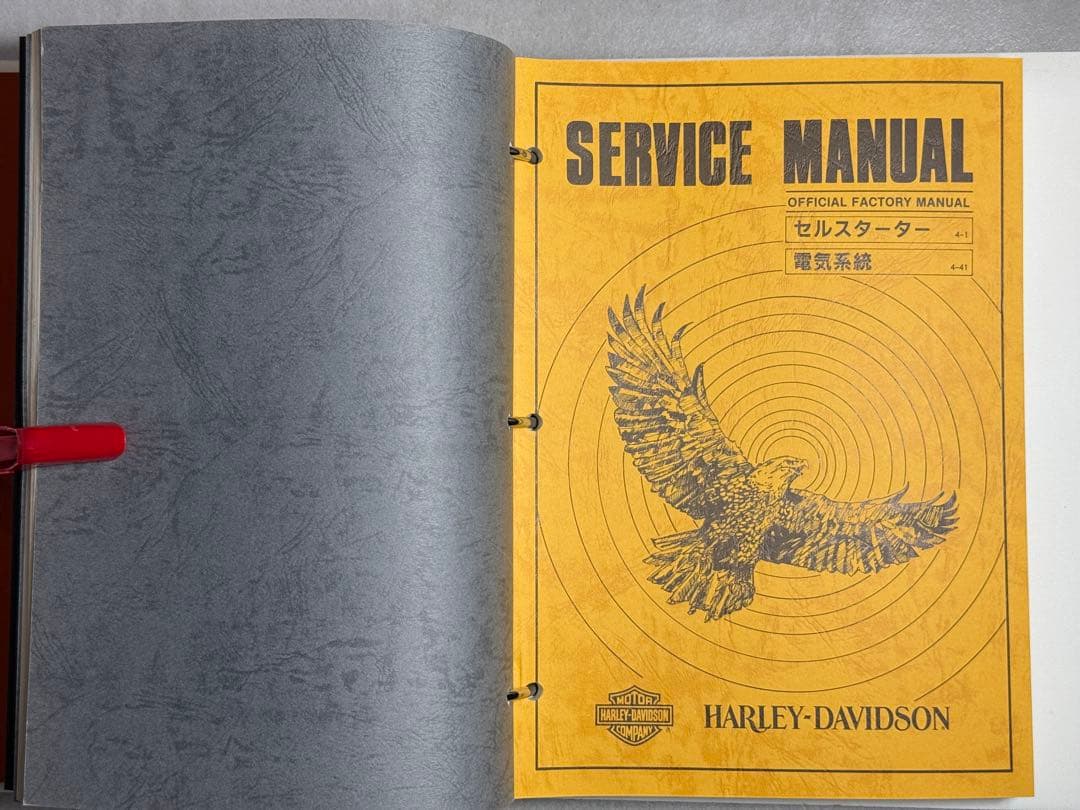 SERVICE MANUAL
OFFICIAL FACTORY MANUAL
セルスターター 4-1
電気系統 4-41
MOTOR
HARLEY-DAVIDSON
COMPANY
HARLEY-DAVIDSON